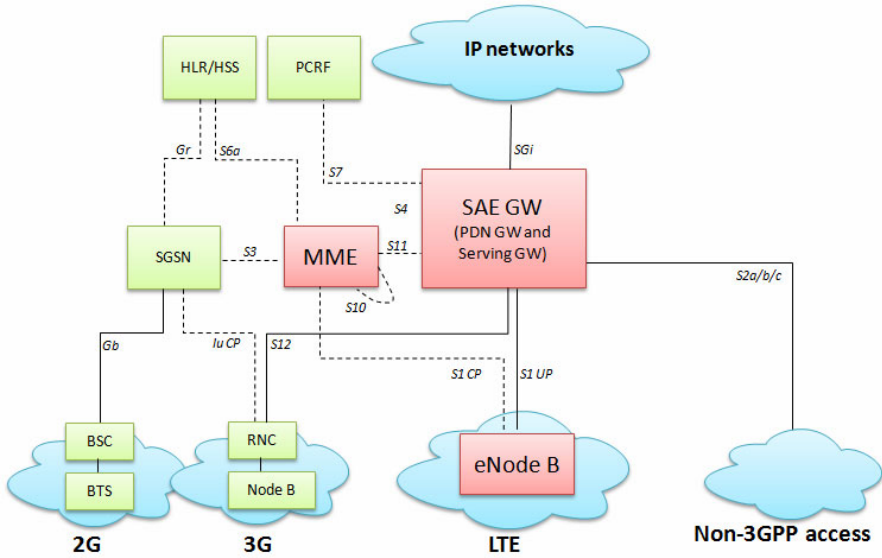 IP networks
HLR/HSS
PCRF
Gr
S6a
SGi
S7
S4
SAE GW
(PDN GW and
Serving GW)
SGSN
S3
MME
S11
S10
S2a/b/c
Gb
Iu CP
S12
S1 CP
S1 UP
BSC
RNC
eNode B
BTS
Node B
2G
3G
LTE
Non-3GPP access